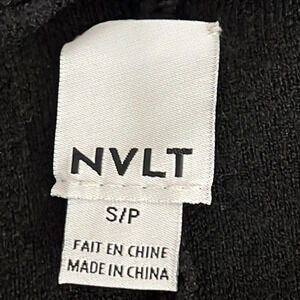 NVLT
S/P
FAIT EN CHINE
MADE IN CHINA